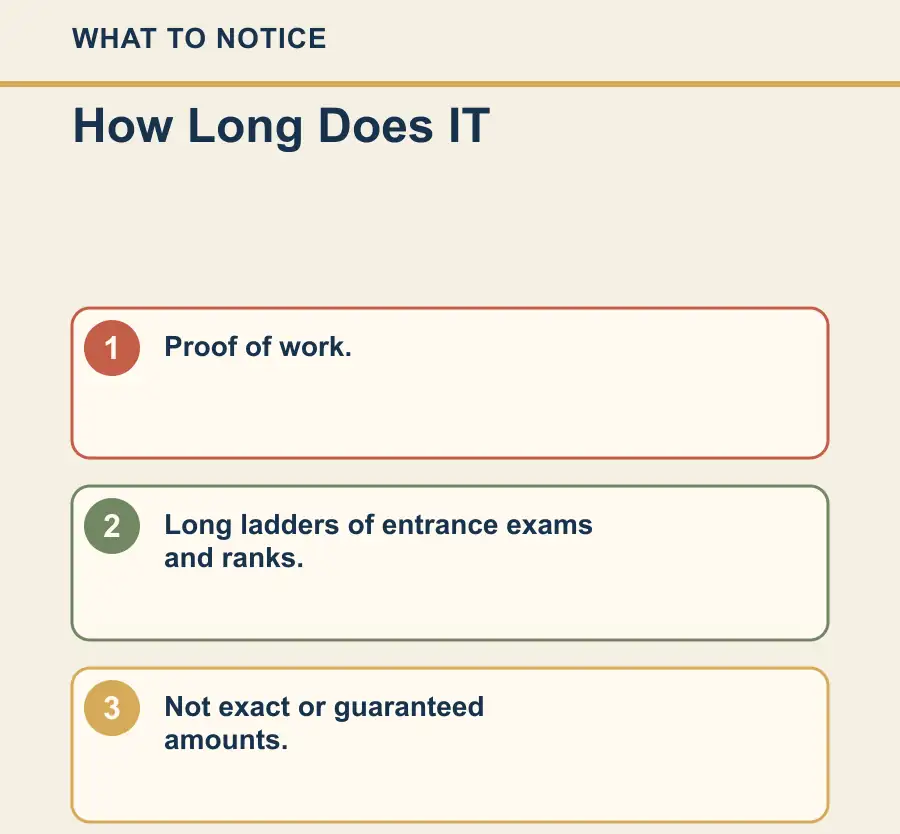 WHAT TO NOTICE
How Long Does IT
1
Proof of work.
2
Long ladders of entrance exams
and ranks.
3
Not exact or guaranteed
amounts.